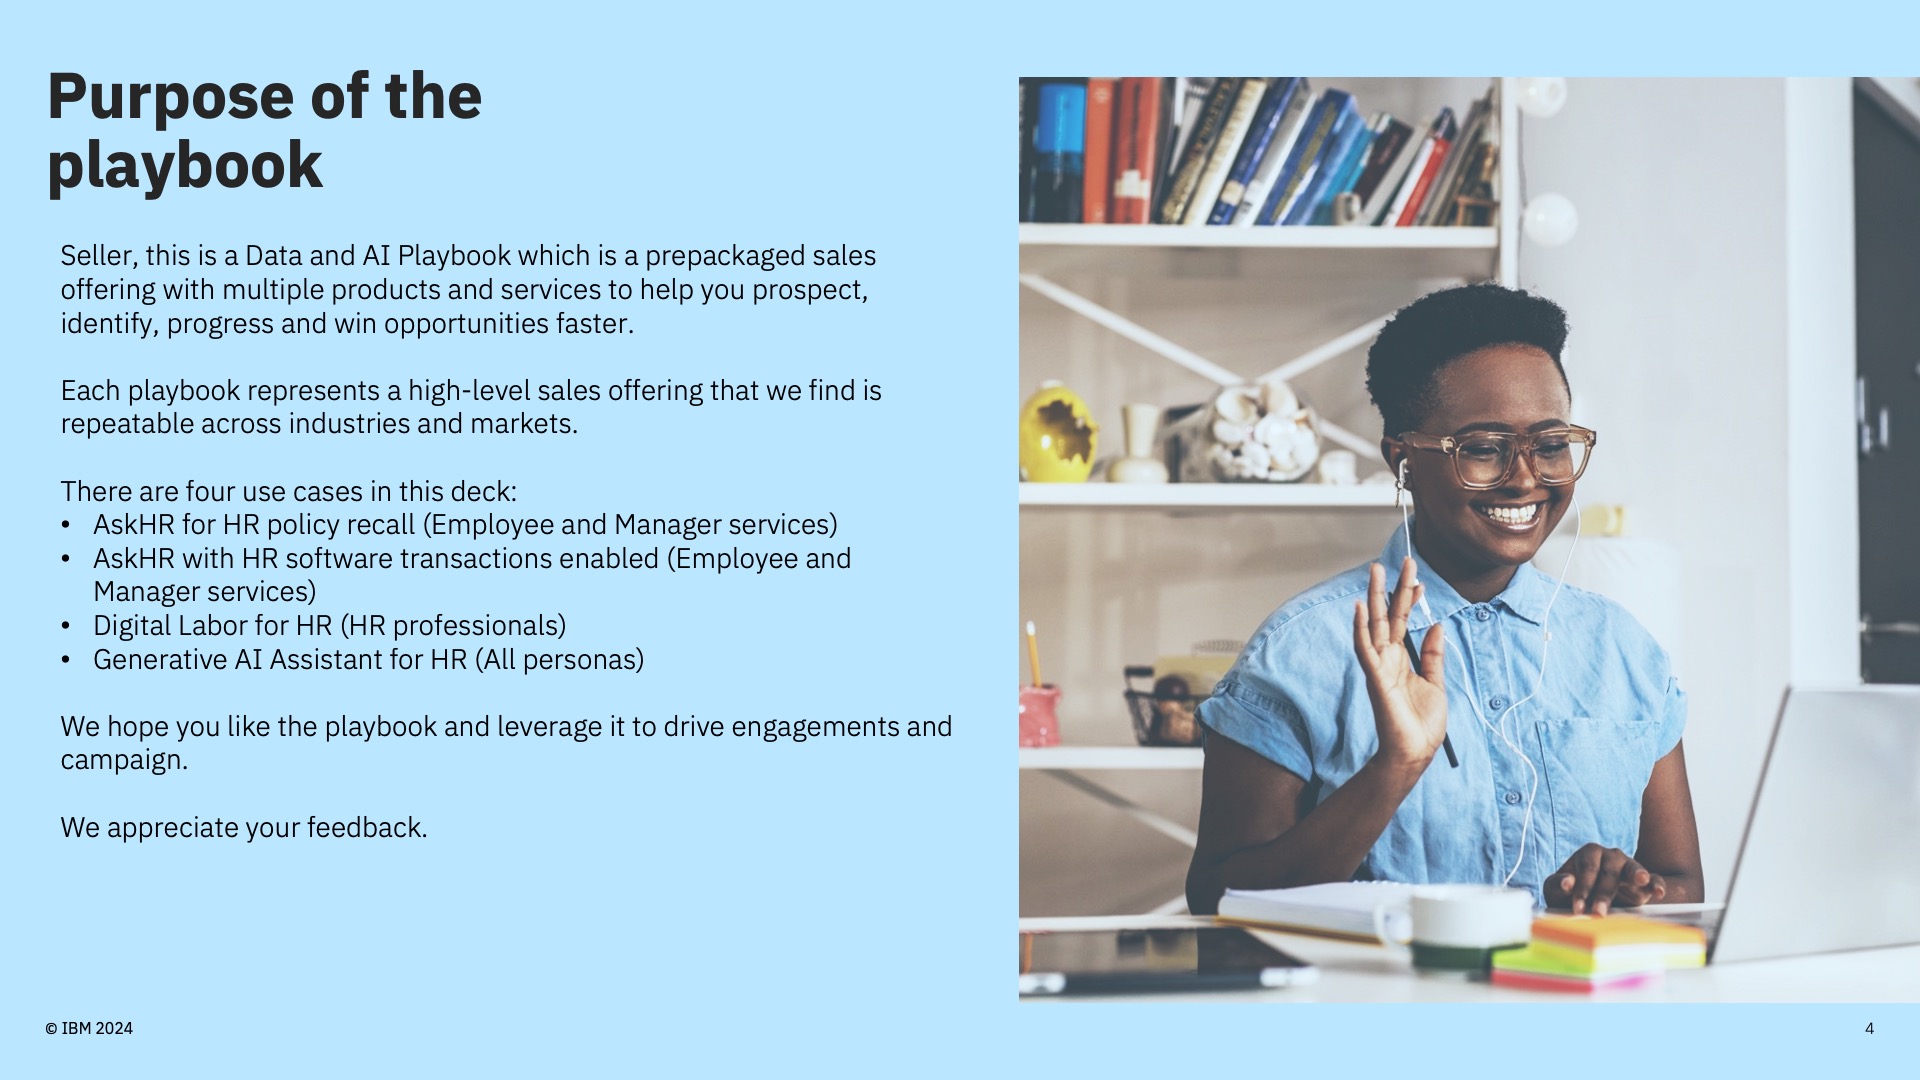 Purpose of the
playbook
Seller, this is a Data and AI Playbook which is a prepackaged sales
offering with multiple products and services to help you prospect,
identify, progress and win opportunities faster.
Each playbook represents a high-level sales offering that we find is
repeatable across industries and markets.
There are four use cases in this deck:
• AskHR for HR policy recall (Employee and Manager services)
• AskHR with HR software transactions enabled (Employee and
Manager services)
• Digital Labor for HR (HR professionals)
• Generative AI Assistant for HR (All personas)
We hope you like the playbook and leverage it to drive engagements and
campaign.
We appreciate your feedback.
© IBM 2024
4